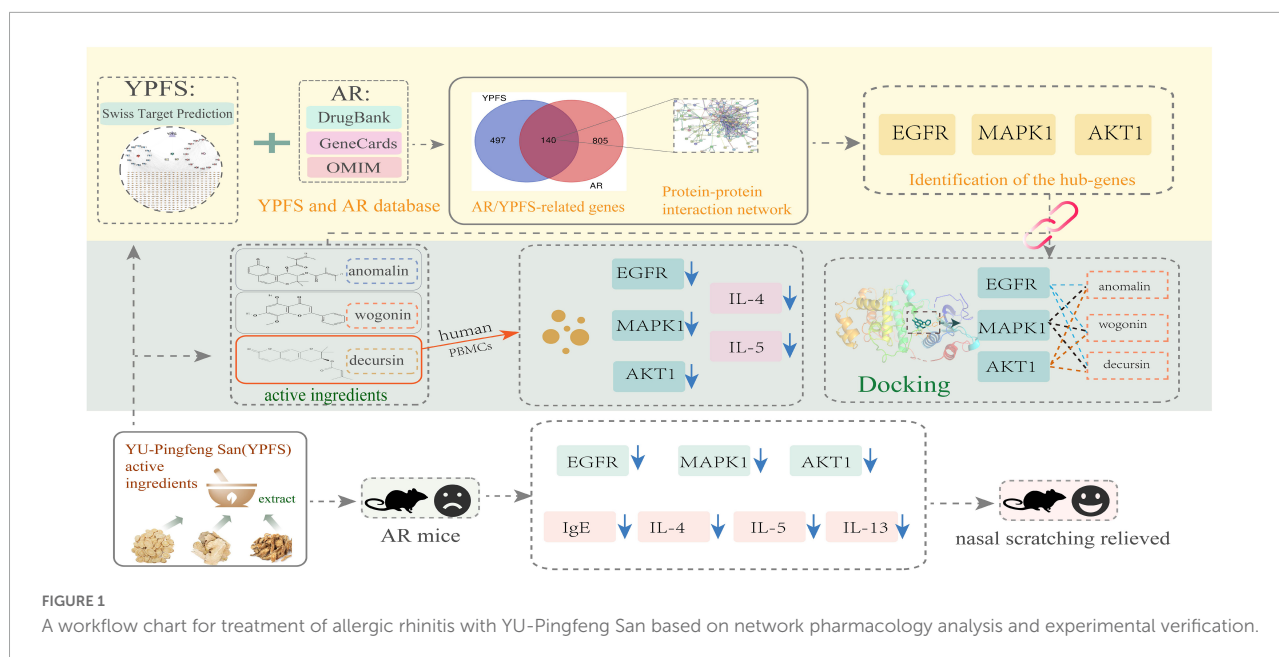 YPFS:
Swiss Target Prediction
AR:
DrugBank
GeneCards
OMIM
YPFS and AR database
YPFS
497
140
805
AR
AR/YPFS-related genes
Protein-protein
interaction network
EGFR
MAPK1
AKT1
Identification of the hub-genes
anomalin
wogonin
decursin
active ingredients
human
PBMCs
EGFR
MAPK1
AKT1
IL-4
IL-5
Docking
EGFR
MAPK1
AKT1
anomalin
wogonin
decursin
YU-Pingfeng San(YPFS)
active
ingredients
extract
AR mice
EGFR
MAPK1
AKT1
IgE
IL-4
IL-5
IL-13
nasal scratching relieved
FIGURE 1
A workflow chart for treatment of allergic rhinitis with YU-Pingfeng San based on network pharmacology analysis and experimental verification.